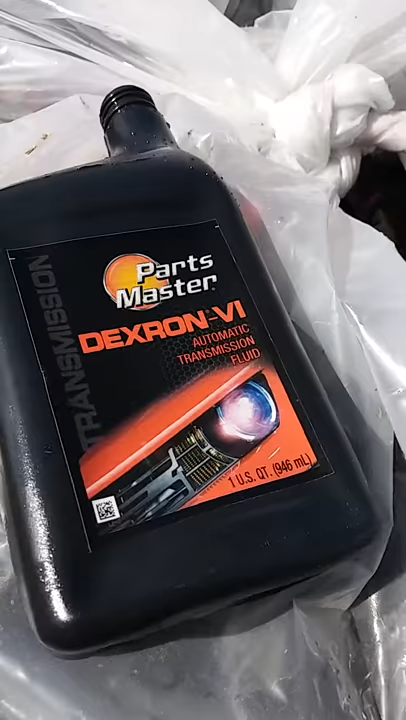 TRANSMISSION
Parts
Master
DEXRON-VI
AUTOMATIC
TRANSMISSION
FLUID
1 U.S. QT. (946 mL)